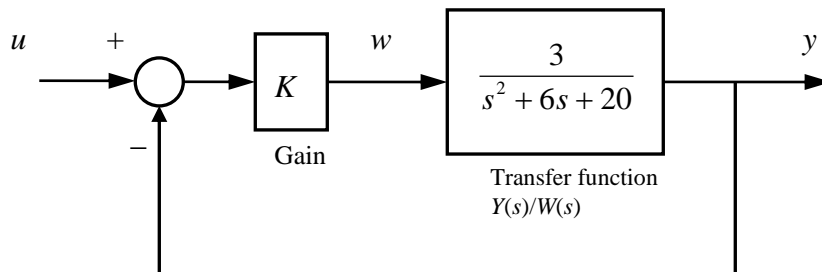 u + w y
K
3
s² + 6s + 20
−
Gain
Transfer function
Y(s)/W(s)